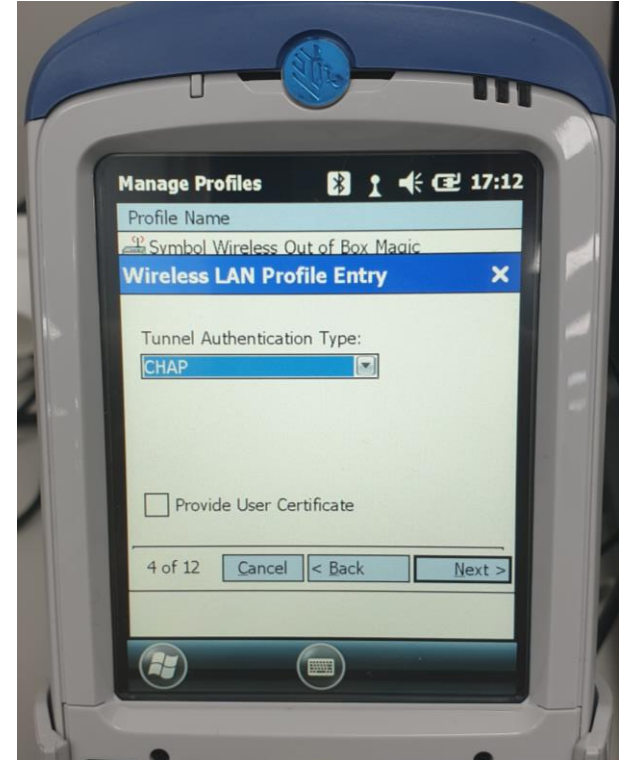 Manage Profiles 17:12
Profile Name
Symbol Wireless Out of Box Magic
Wireless LAN Profile Entry X
Tunnel Authentication Type:
CHAP
Provide User Certificate
4 of 12 Cancel < Back Next >